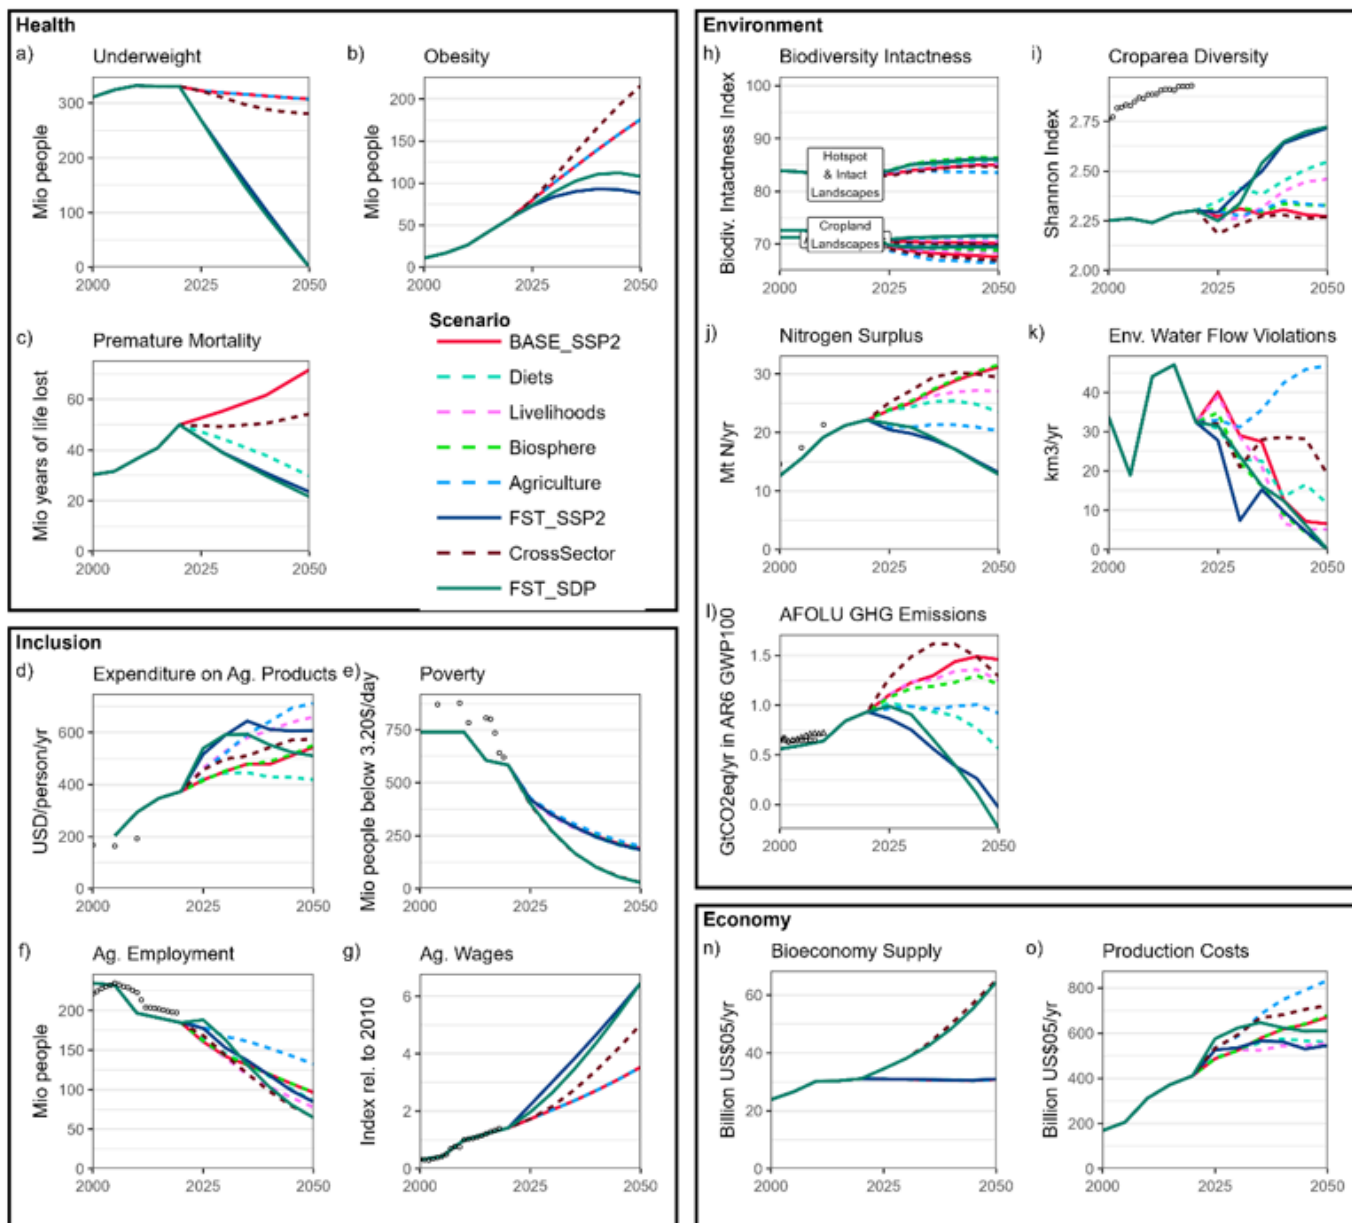 Health
a) Underweight
Mio people
300
200
100
0
2000 2025 2050
b) Obesity
Mio people
200
150
100
50
0
2000 2025 2050
c) Premature Mortality
Mio years of life lost
60
40
20
0
2000 2025 2050
Scenario
BASE_SSP2
Diets
Livelihoods
Biosphere
Agriculture
FST_SSP2
CrossSector
FST_SDP
Inclusion
d) Expenditure on Ag. Products
USD/person/yr
600
400
200
0
2000 2025 2050
e) Poverty
Mio people below 3.20$/day
750
500
250
0
2000 2025 2050
f) Ag. Employment
Mio people
200
150
100
50
0
2000 2025 2050
g) Ag. Wages
Index rel. to 2010
6
4
2
0
2000 2025 2050
Environment
h) Biodiversity Intactness
Biodiv. Intactness Index
100
90
80
70
Hotspot
& Intact
Landscapes
Cropland
Landscapes
2000 2025 2050
i) Croparea Diversity
Shannon Index
2.75
2.50
2.25
2.00
2000 2025 2050
j) Nitrogen Surplus
Mt N/yr
30
20
10
0
2000 2025 2050
k) Env. Water Flow Violations
km3/yr
40
30
20
10
0
2000 2025 2050
l) AFOLU GHG Emissions
GtCO2eq/yr in AR6 GWP100
1.5
1.0
0.5
0.0
2000 2025 2050
Economy
n) Bioeconomy Supply
Billion US$05/yr
60
40
20
0
2000 2025 2050
o) Production Costs
Billion US$05/yr
800
600
400
200
0
2000 2025 2050